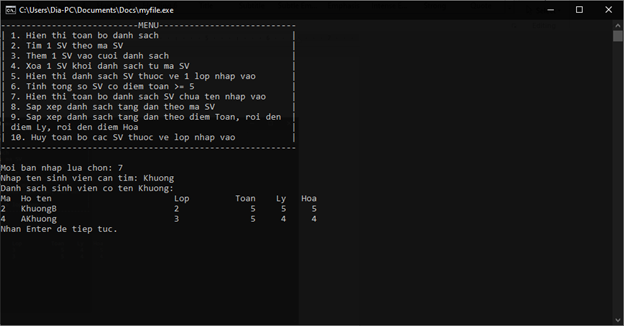 C:\Users\Dia-PC\Documents\Docs\myfile.exe
---------------------------MENU---------------------------
| 1. Hien thi toan bo danh sach |
| 2. Tim 1 SV theo ma SV |
| 3. Them 1 SV vao cuoi danh sach |
| 4. Xoa 1 SV khoi danh sach tu ma SV |
| 5. Hien thi danh sach SV thuoc ve 1 lop nhap vao |
| 6. Tinh tong so SV co diem toan >= 5 |
| 7. Hien thi toan bo danh sach SV chua ten nhap vao |
| 8. Sap xep danh sach tang dan theo ma SV |
| 9. Sap xep danh sach tang dan theo diem Toan, roi den |
| diem Ly, roi den diem Hoa |
| 10. Huy toan bo cac SV thuoc ve lop nhap vao |
----------------------------------------------------------
Moi ban nhap lua chon: 7
Nhap ten sinh vien can tim: Khuong
Danh sach sinh vien co ten Khuong:
Ma Ho ten Lop Toan Ly Hoa
2 KhuongB 2 5 5 5
4 AKhuong 3 5 4 4
Nhan Enter de tiep tuc.